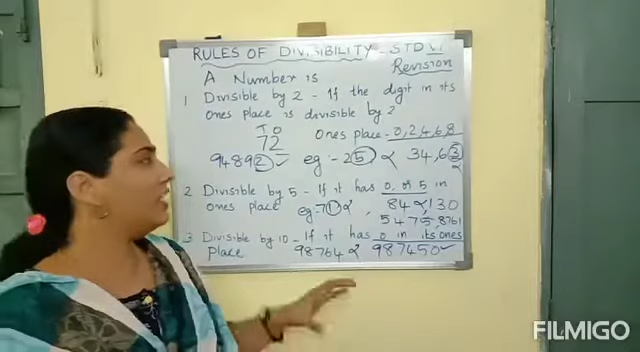 RULES OF DIVISIBILITY - STD VI
Revision
A Number is
1 Divisible by 2 - If the digit in its
ones place is divisible by 2
T O
72 Ones place - 0,2,4,6,8
94892 ✓ eg:- 25 34,63
2 Divisible by 5 - If it has 0 or 5 in
ones place eg- 71 , 130
5475 8761
3 Divisible by 10 - If it has 0 in its ones
Place 98764 987450 ✓
FILMIGO